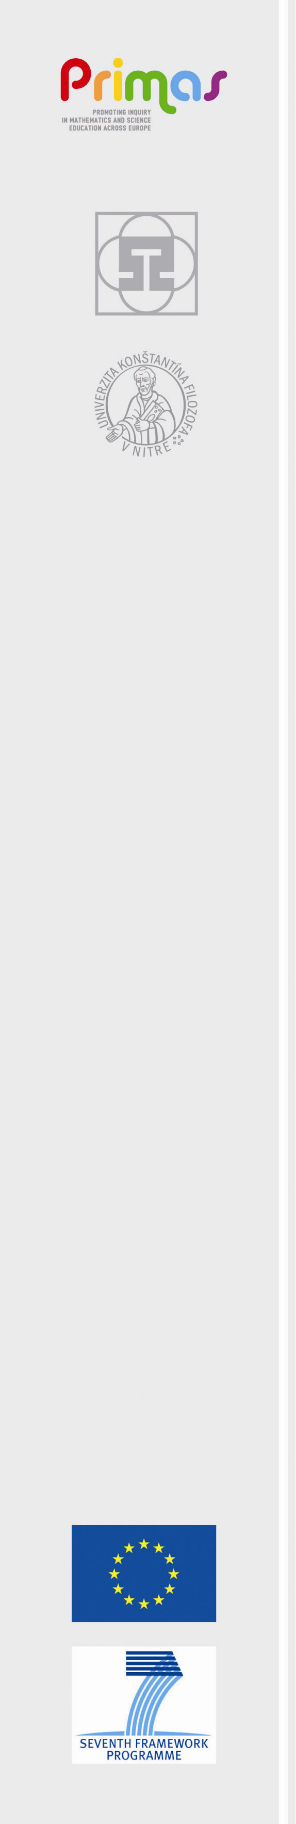 Primas
PROMOTING INQUIRY
IN MATHEMATICS AND SCIENCE
EDUCATION ACROSS EUROPE
UNIVERZITA KONŠTANTÍNA FILOZOFA
V NITRE
SEVENTH FRAMEWORK
PROGRAMME